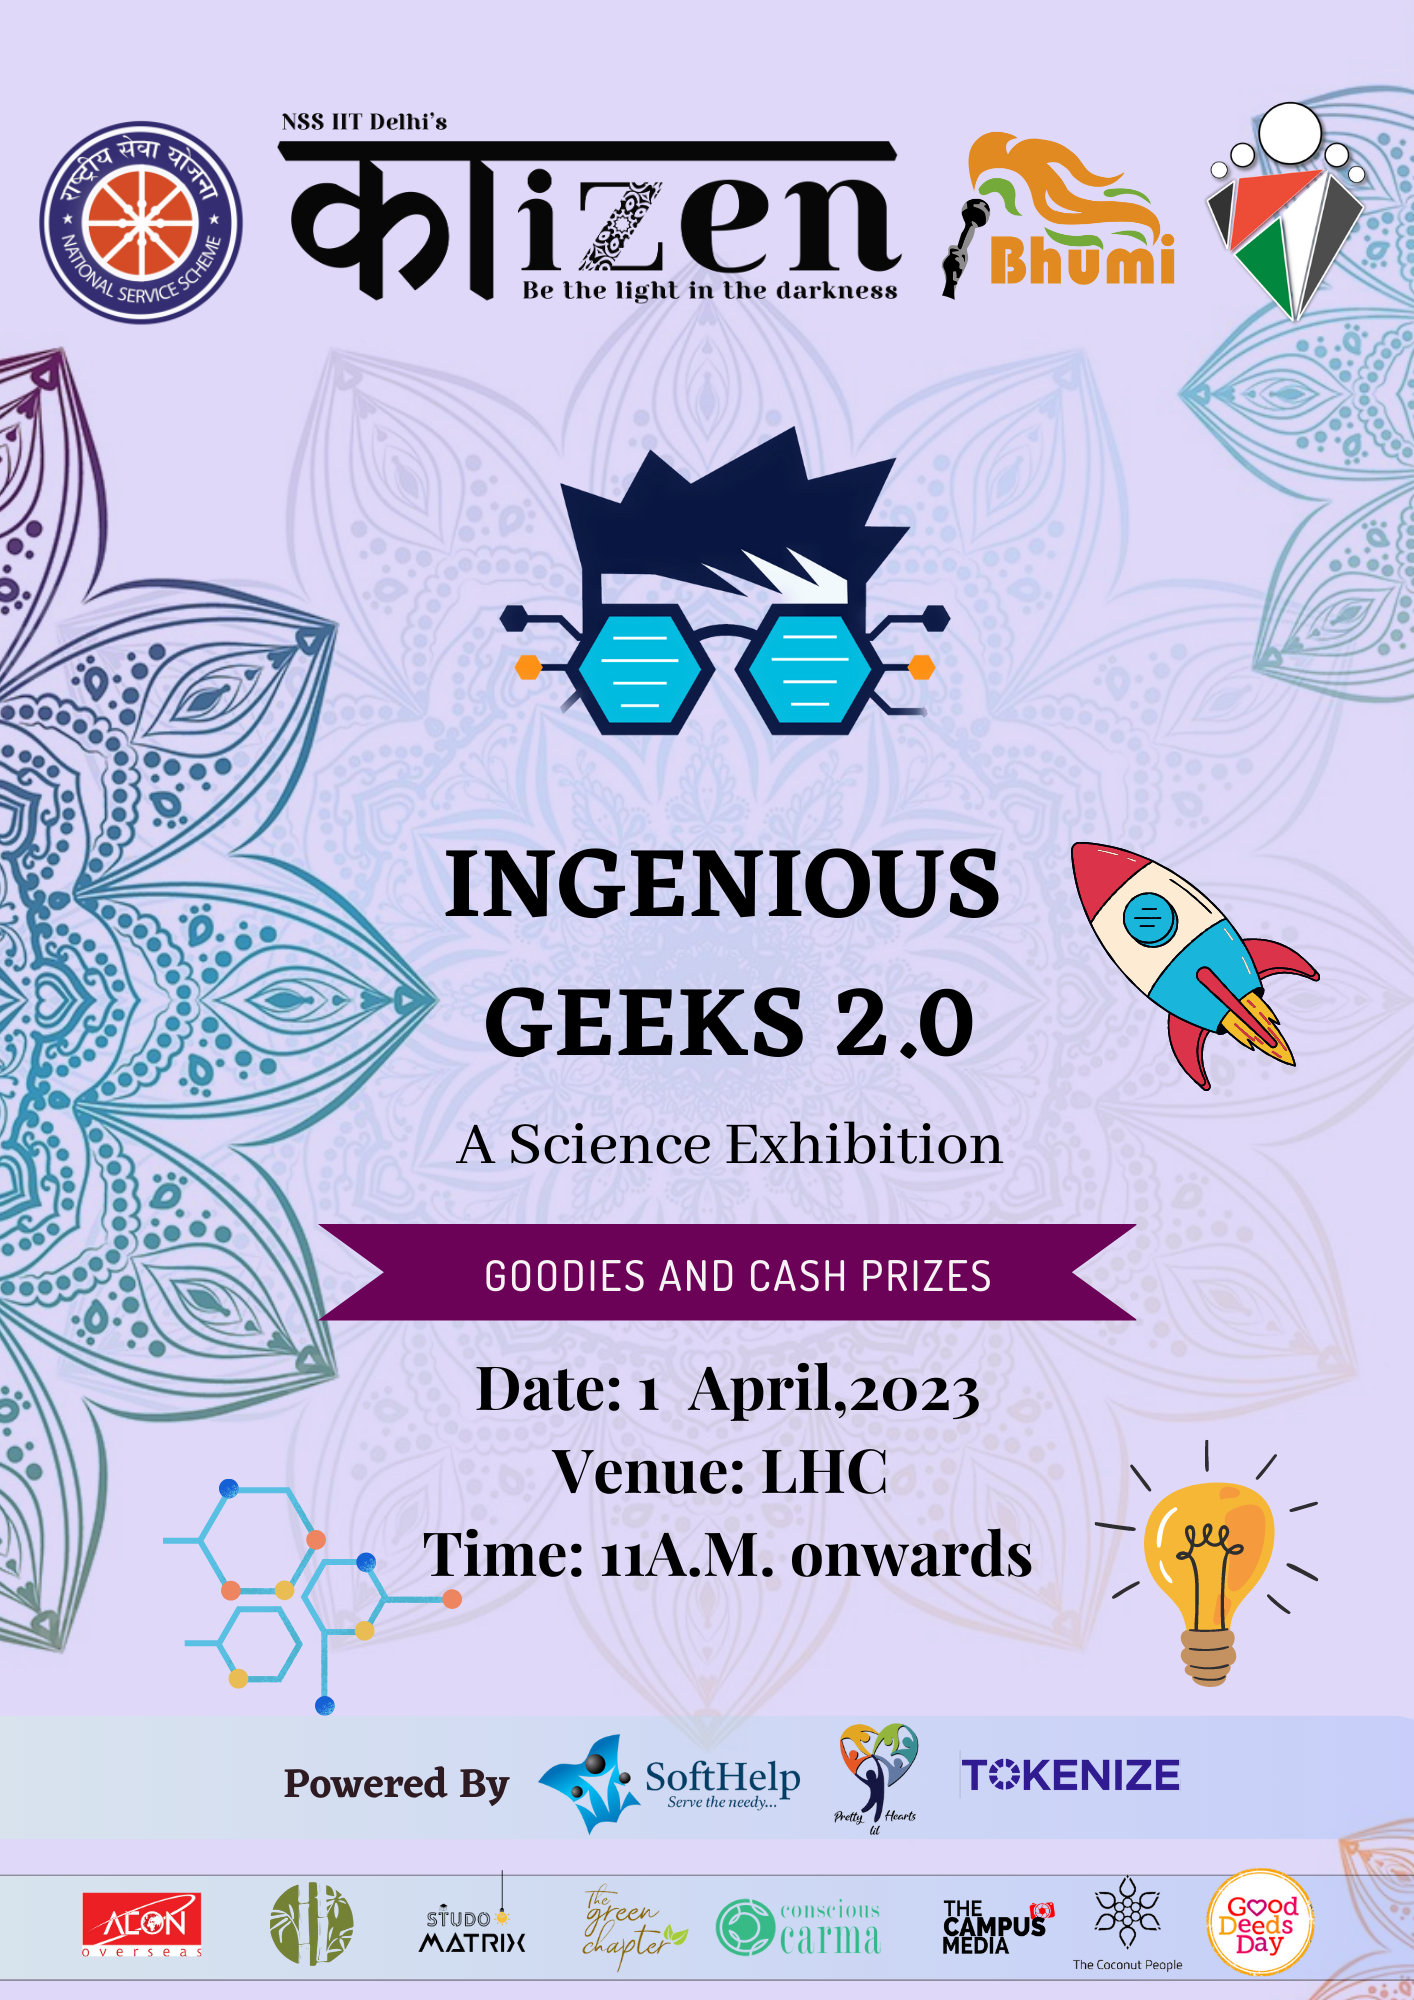 NSS IIT Delhi's
राष्ट्रीय सेवा योजना
NATIONAL SERVICE SCHEME
काizen
Be the light in the darkness
Bhumi
INGENIOUS
GEEKS 2.0
A Science Exhibition
GOODIES AND CASH PRIZES
Date: 1 April,2023
Venue: LHC
Time: 11A.M. onwards
Powered By
SoftHelp
Serve the needy...
Pretty lil Hearts
TOKENIZE
AEON
overseas
STUDO
MATRIX
The
green
chapter
conscious
carma
THE
CAMPUS
MEDIA
The Coconut People
Good
Deeds
Day